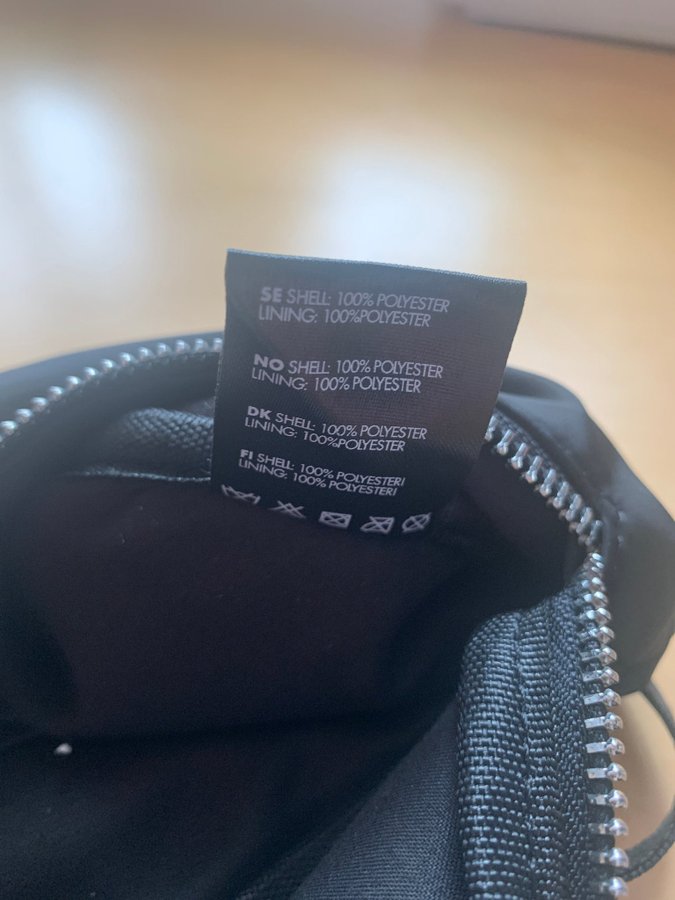 SE SHELL: 100% POLYESTER
LINING: 100%POLYESTER
NO SHELL: 100% POLYESTER
LINING: 100% POLYESTER
DK SHELL: 100% POLYESTER
LINING: 100%POLYESTER
FI SHELL: 100% POLYESTERI
LINING: 100% POLYESTERI